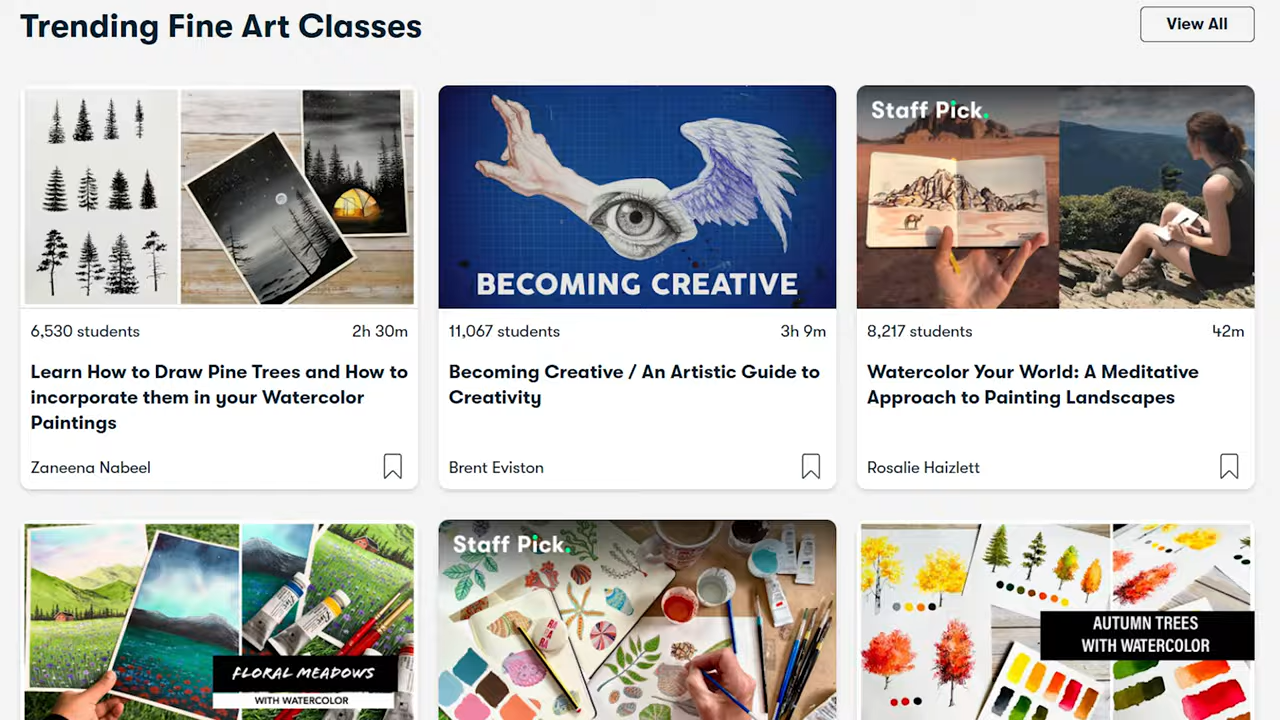 Trending Fine Art Classes
View All
Staff Pick.
BECOMING CREATIVE
6,530 students
2h 30m
11,067 students
3h 9m
8,217 students
42m
Learn How to Draw Pine Trees and How to
incorporate them in your Watercolor
Paintings
Becoming Creative / An Artistic Guide to
Creativity
Watercolor Your World: A Meditative
Approach to Painting Landscapes
Zaneena Nabeel
Brent Eviston
Rosalie Haizlett
FLORAL MEADOWS
WITH WATERCOLOR
Staff Pick.
AUTUMN TREES
WITH WATERCOLOR